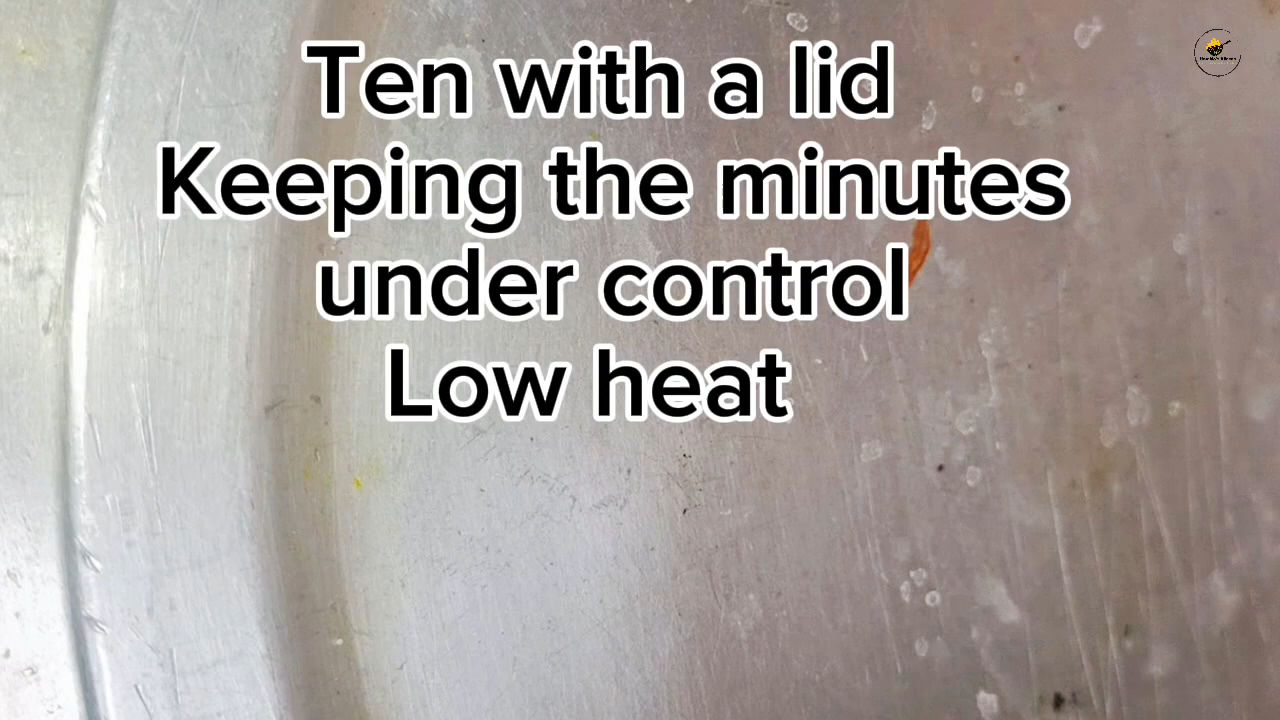 Ten with a lid
Keeping the minutes
under control
Low heat